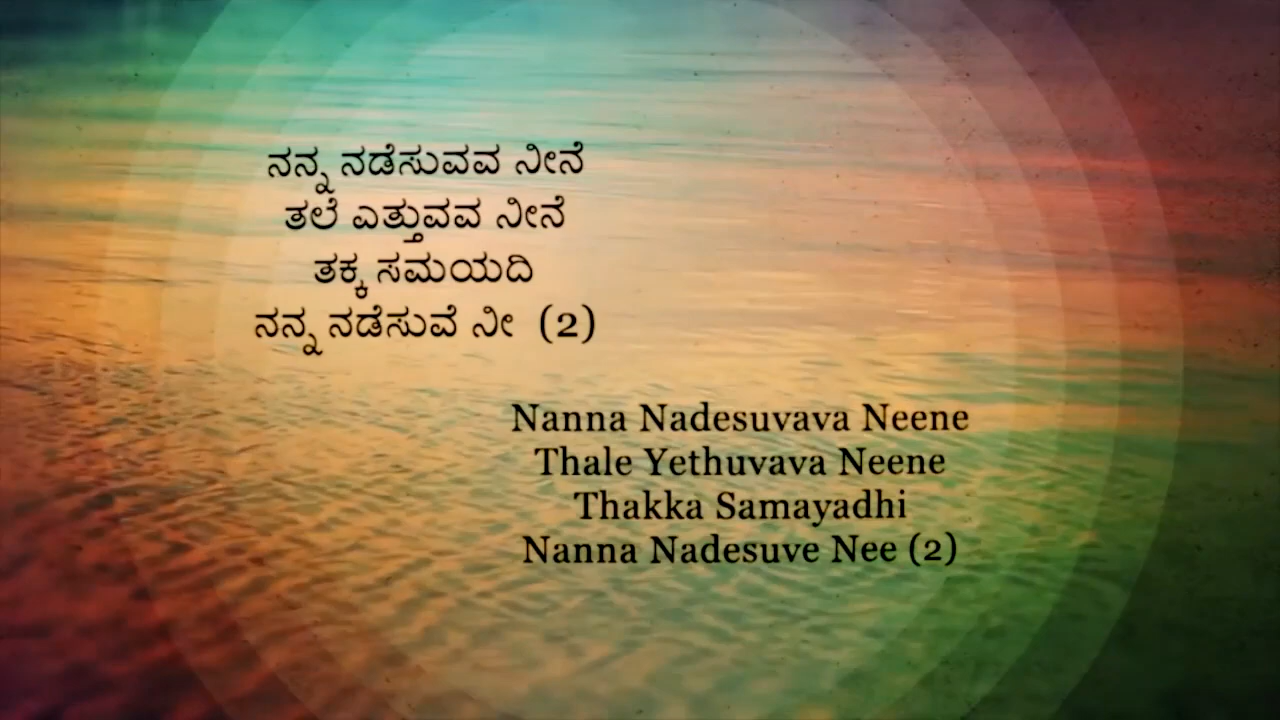 ನನ್ನ ನಡೆಸುವವ ನೀನೆ
ತಲೆ ಎತ್ತುವವ ನೀನೆ
ತಕ್ಕ ಸಮಯದಿ
ನನ್ನ ನಡೆಸುವೆ ನೀ (2)
Nanna Nadesuvava Neene
Thale Yethuvava Neene
Thakka Samayadhi
Nanna Nadesuve Nee (2)